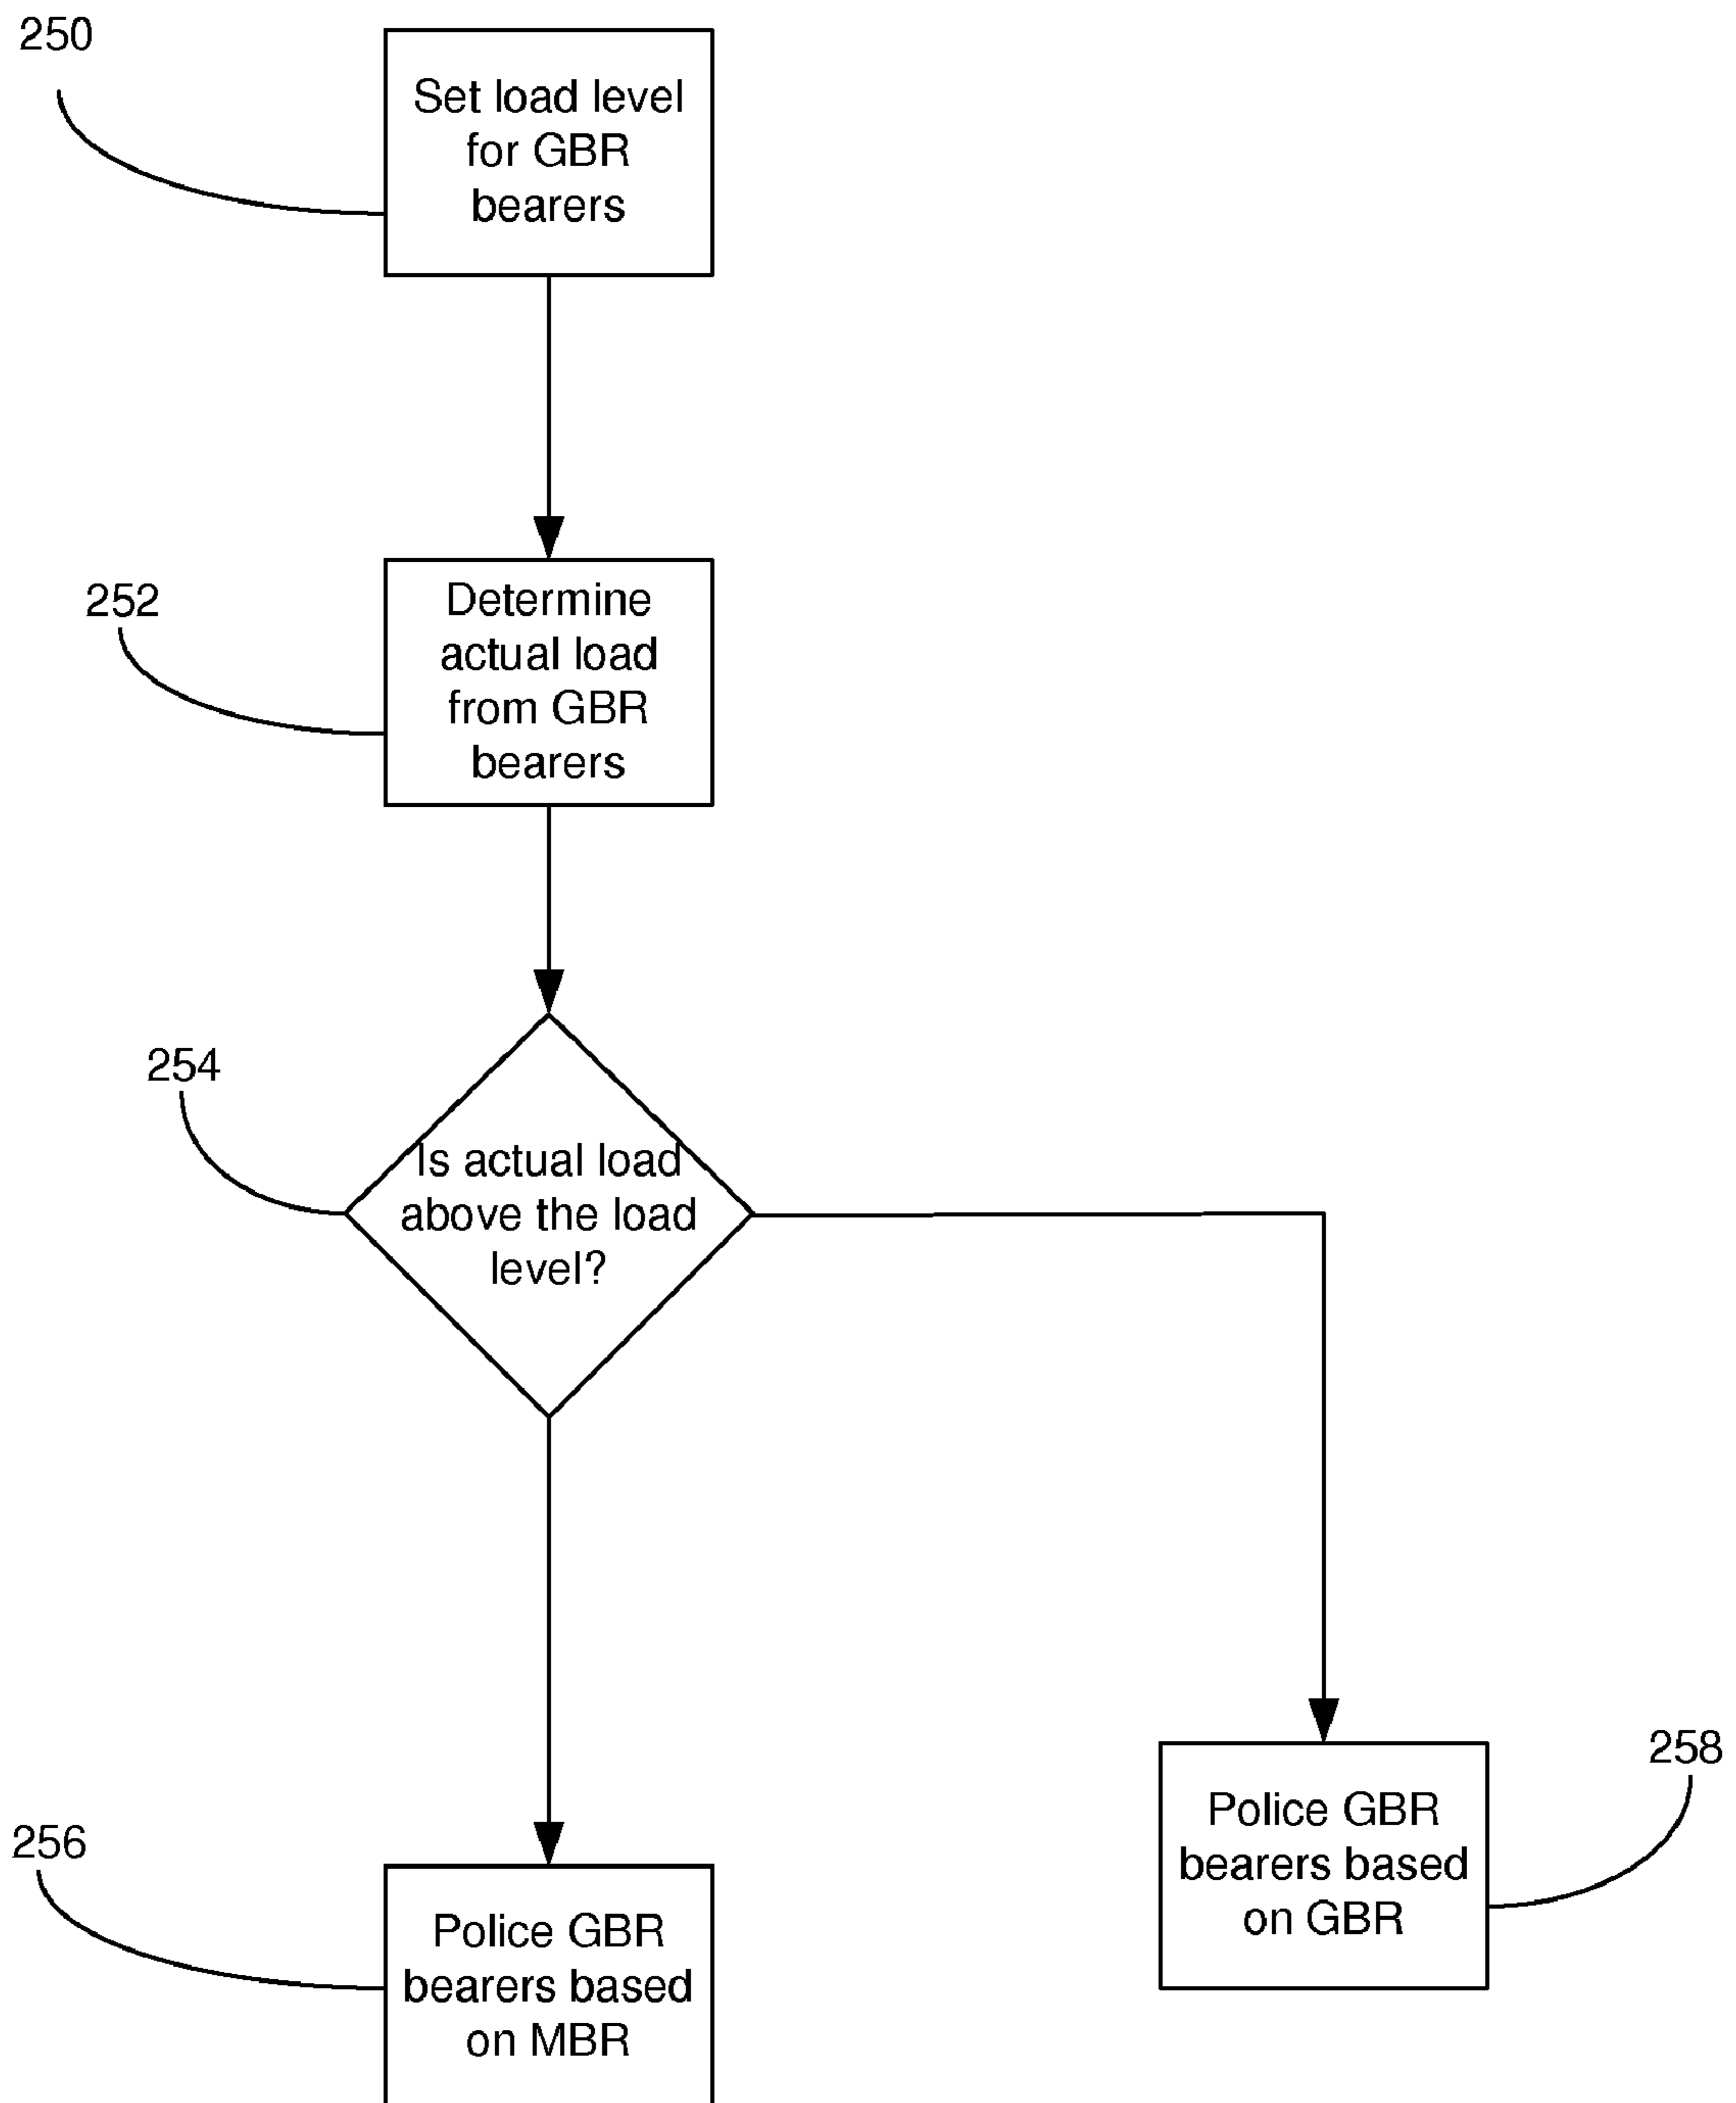 250
Set load level
for GBR
bearers
252
Determine
actual load
from GBR
bearers
254
Is actual load
above the load
level?
258
Police GBR
bearers based
on GBR
256
Police GBR
bearers based
on MBR